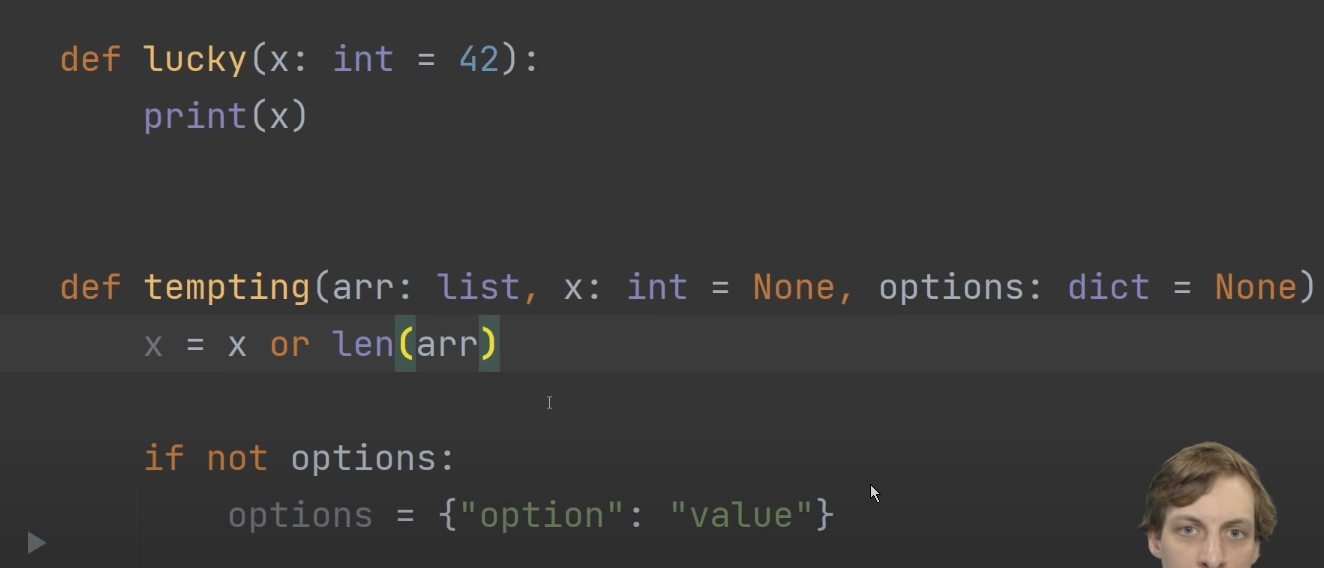 def lucky(x: int = 42):
print(x)
def tempting(arr: list, x: int = None, options: dict = None)
x = x or len(arr)
if not options:
options = {"option": "value"}